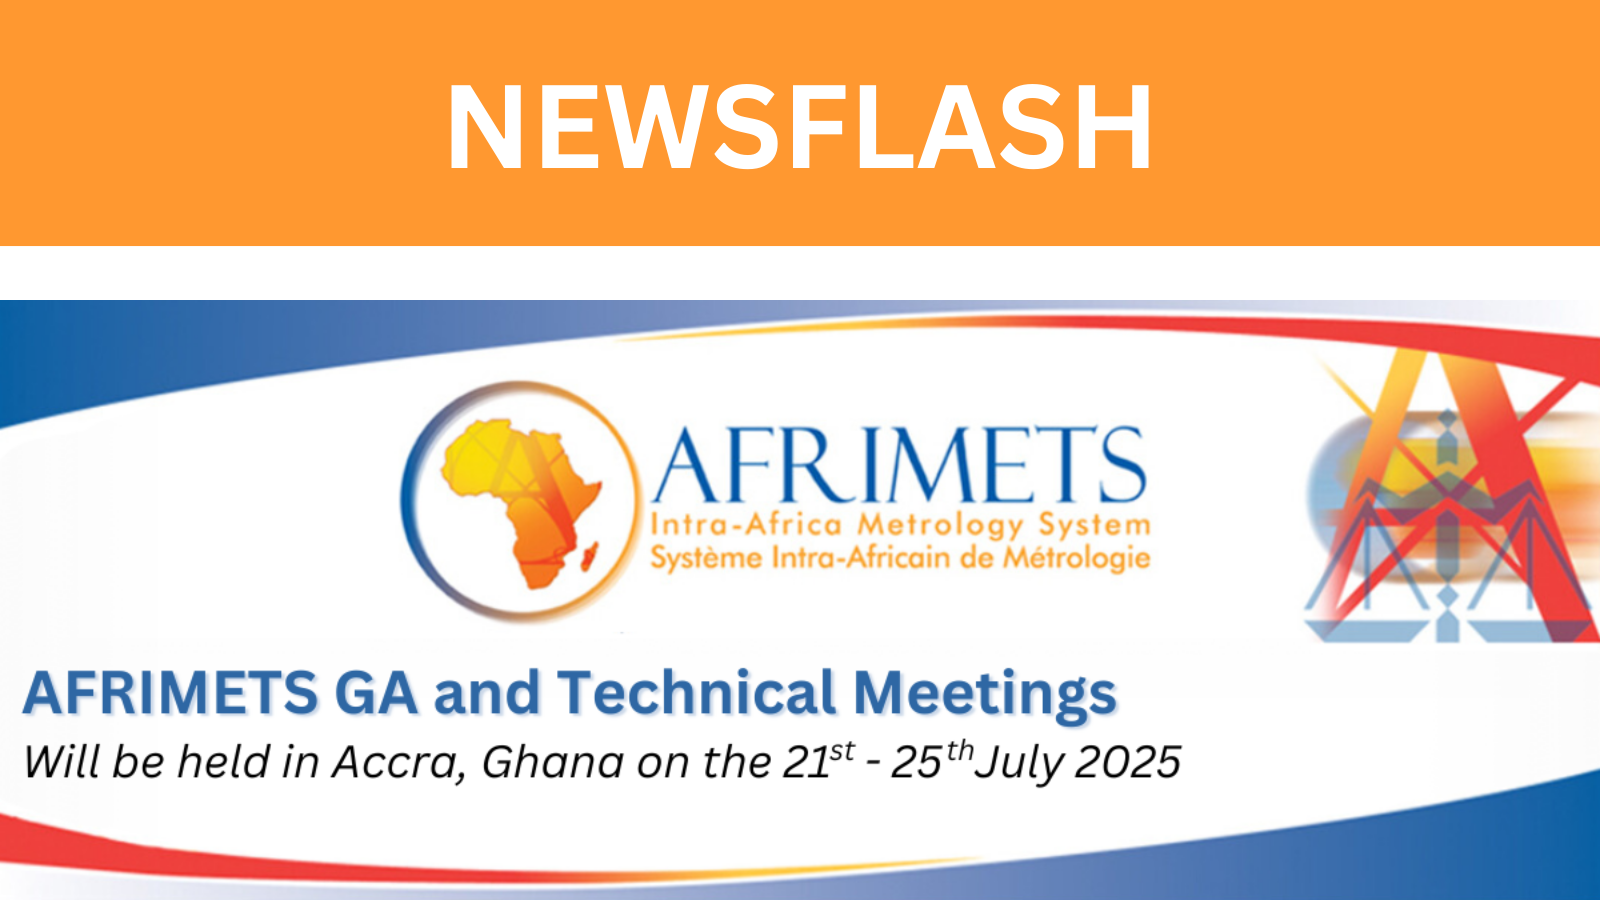 NEWSFLASH
AFRIMETS
Intra-Africa Metrology System
Système Intra-Africain de Métrologie
AFRIMETS GA and Technical Meetings
Will be held in Accra, Ghana on the 21st - 25th July 2025